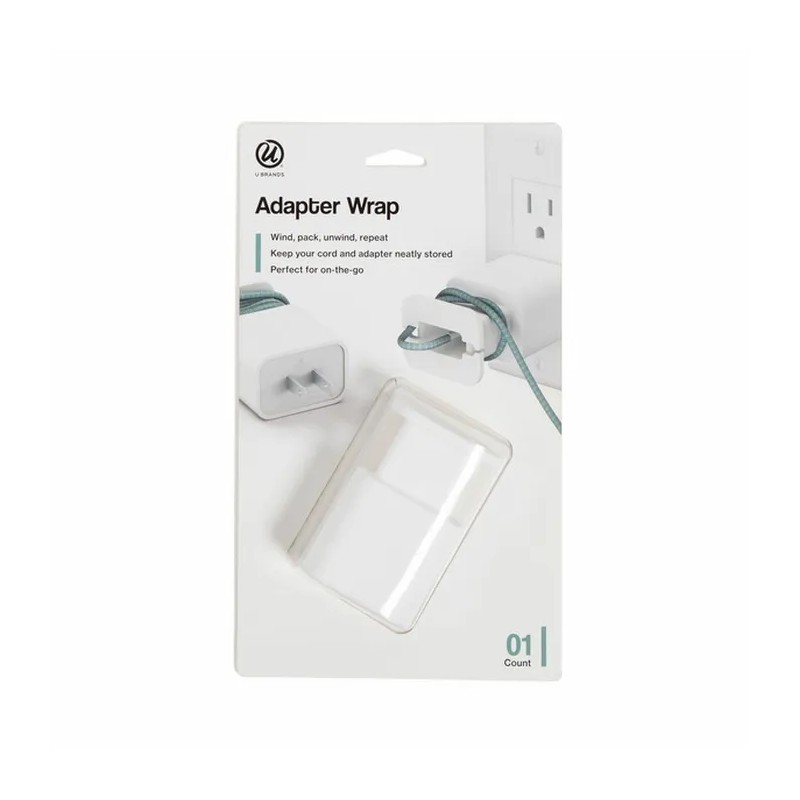 U BRANDS
Adapter Wrap
Wind, pack, unwind, repeat
Keep your cord and adapter neatly stored
Perfect for on-the-go
01
Count